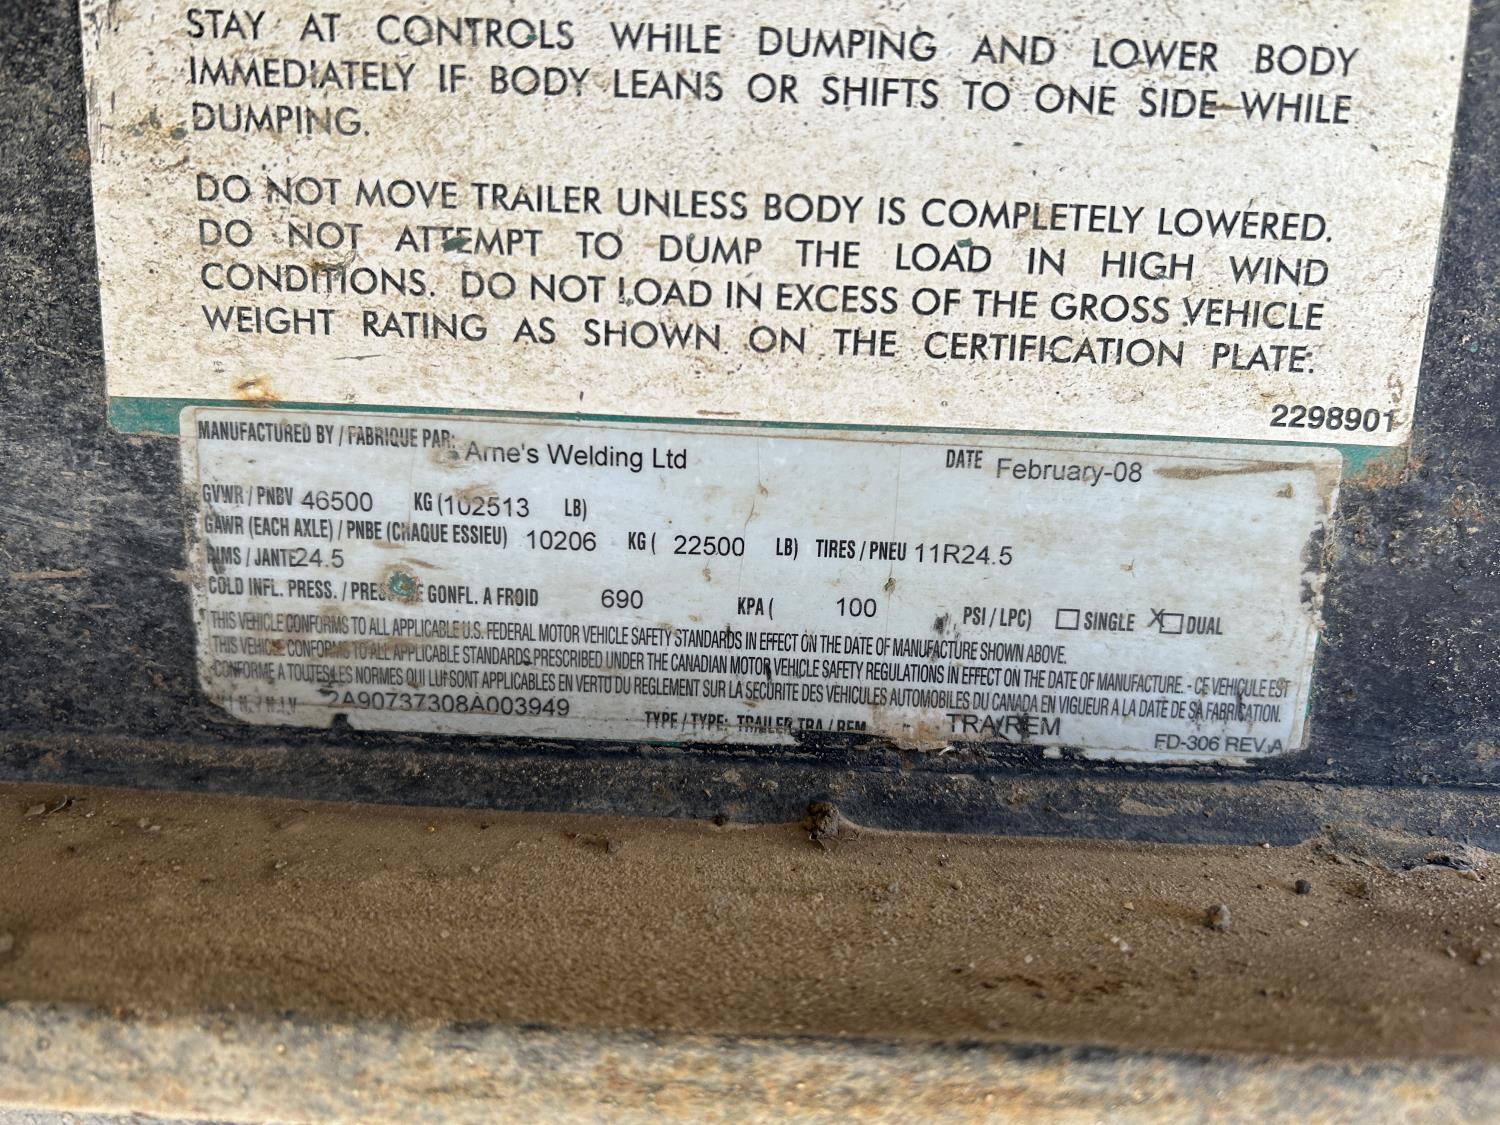 STAY AT CONTROLS WHILE DUMPING AND LOWER BODY
IMMEDIATELY IF BODY LEANS OR SHIFTS TO ONE SIDE WHILE
DUMPING.
DO NOT MOVE TRAILER UNLESS BODY IS COMPLETELY LOWERED.
DO NOT ATTEMPT TO DUMP THE LOAD IN HIGH WIND
CONDITIONS. DO NOT LOAD IN EXCESS OF THE GROSS VEHICLE
WEIGHT RATING AS SHOWN ON THE CERTIFICATION PLATE.
2298901
MANUFACTURED BY / FABRIQUE PAR: Arne's Welding Ltd DATE February-08
GVWR / PNBV 46500 KG (102513 LB)
GAWR (EACH AXLE) / PNBE (CHAQUE ESSIEU) 10206 KG ( 22500 LB) TIRES / PNEU 11R24.5
RIMS / JANTE 24.5
COLD INFL. PRESS. / GONFL. A FROID 690 KPA ( 100 PSI / LPC) ☐ SINGLE X☐ DUAL
THIS VEHICLE CONFORMS TO ALL APPLICABLE U.S. FEDERAL MOTOR VEHICLE SAFETY STANDARDS IN EFFECT ON THE DATE OF MANUFACTURE SHOWN ABOVE.
THIS VEHICLE CONFORMS TO ALL APPLICABLE STANDARDS PRESCRIBED UNDER THE CANADIAN MOTOR VEHICLE SAFETY REGULATIONS IN EFFECT ON THE DATE OF MANUFACTURE. - CE VEHICULE EST
CONFORME A TOUTES LES NORMES QUI LUI SONT APPLICABLES EN VERTU DU REGLEMENT SUR LA SECURITE DES VEHICULES AUTOMOBILES DU CANADA EN VIGUEUR A LA DATE DE SA FABRICATION.
2A90737308A003949 TYPE / TYPE: TRAILER TRA / REM TRA/REM
FD-306 REV.A